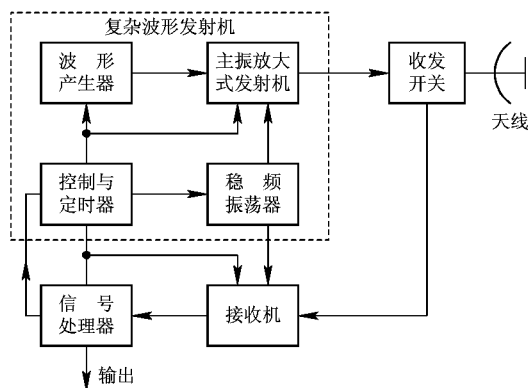 复杂波形发射机
波 形
产生器
主振放大
式发射机
收发
开关
天线
控制与
定时器
稳 频
振荡器
信 号
处理器
接收机
输出